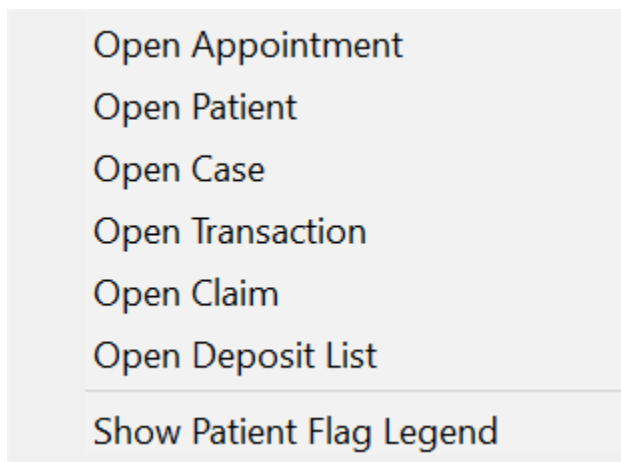 Open Appointment
Open Patient
Open Case
Open Transaction
Open Claim
Open Deposit List
Show Patient Flag Legend